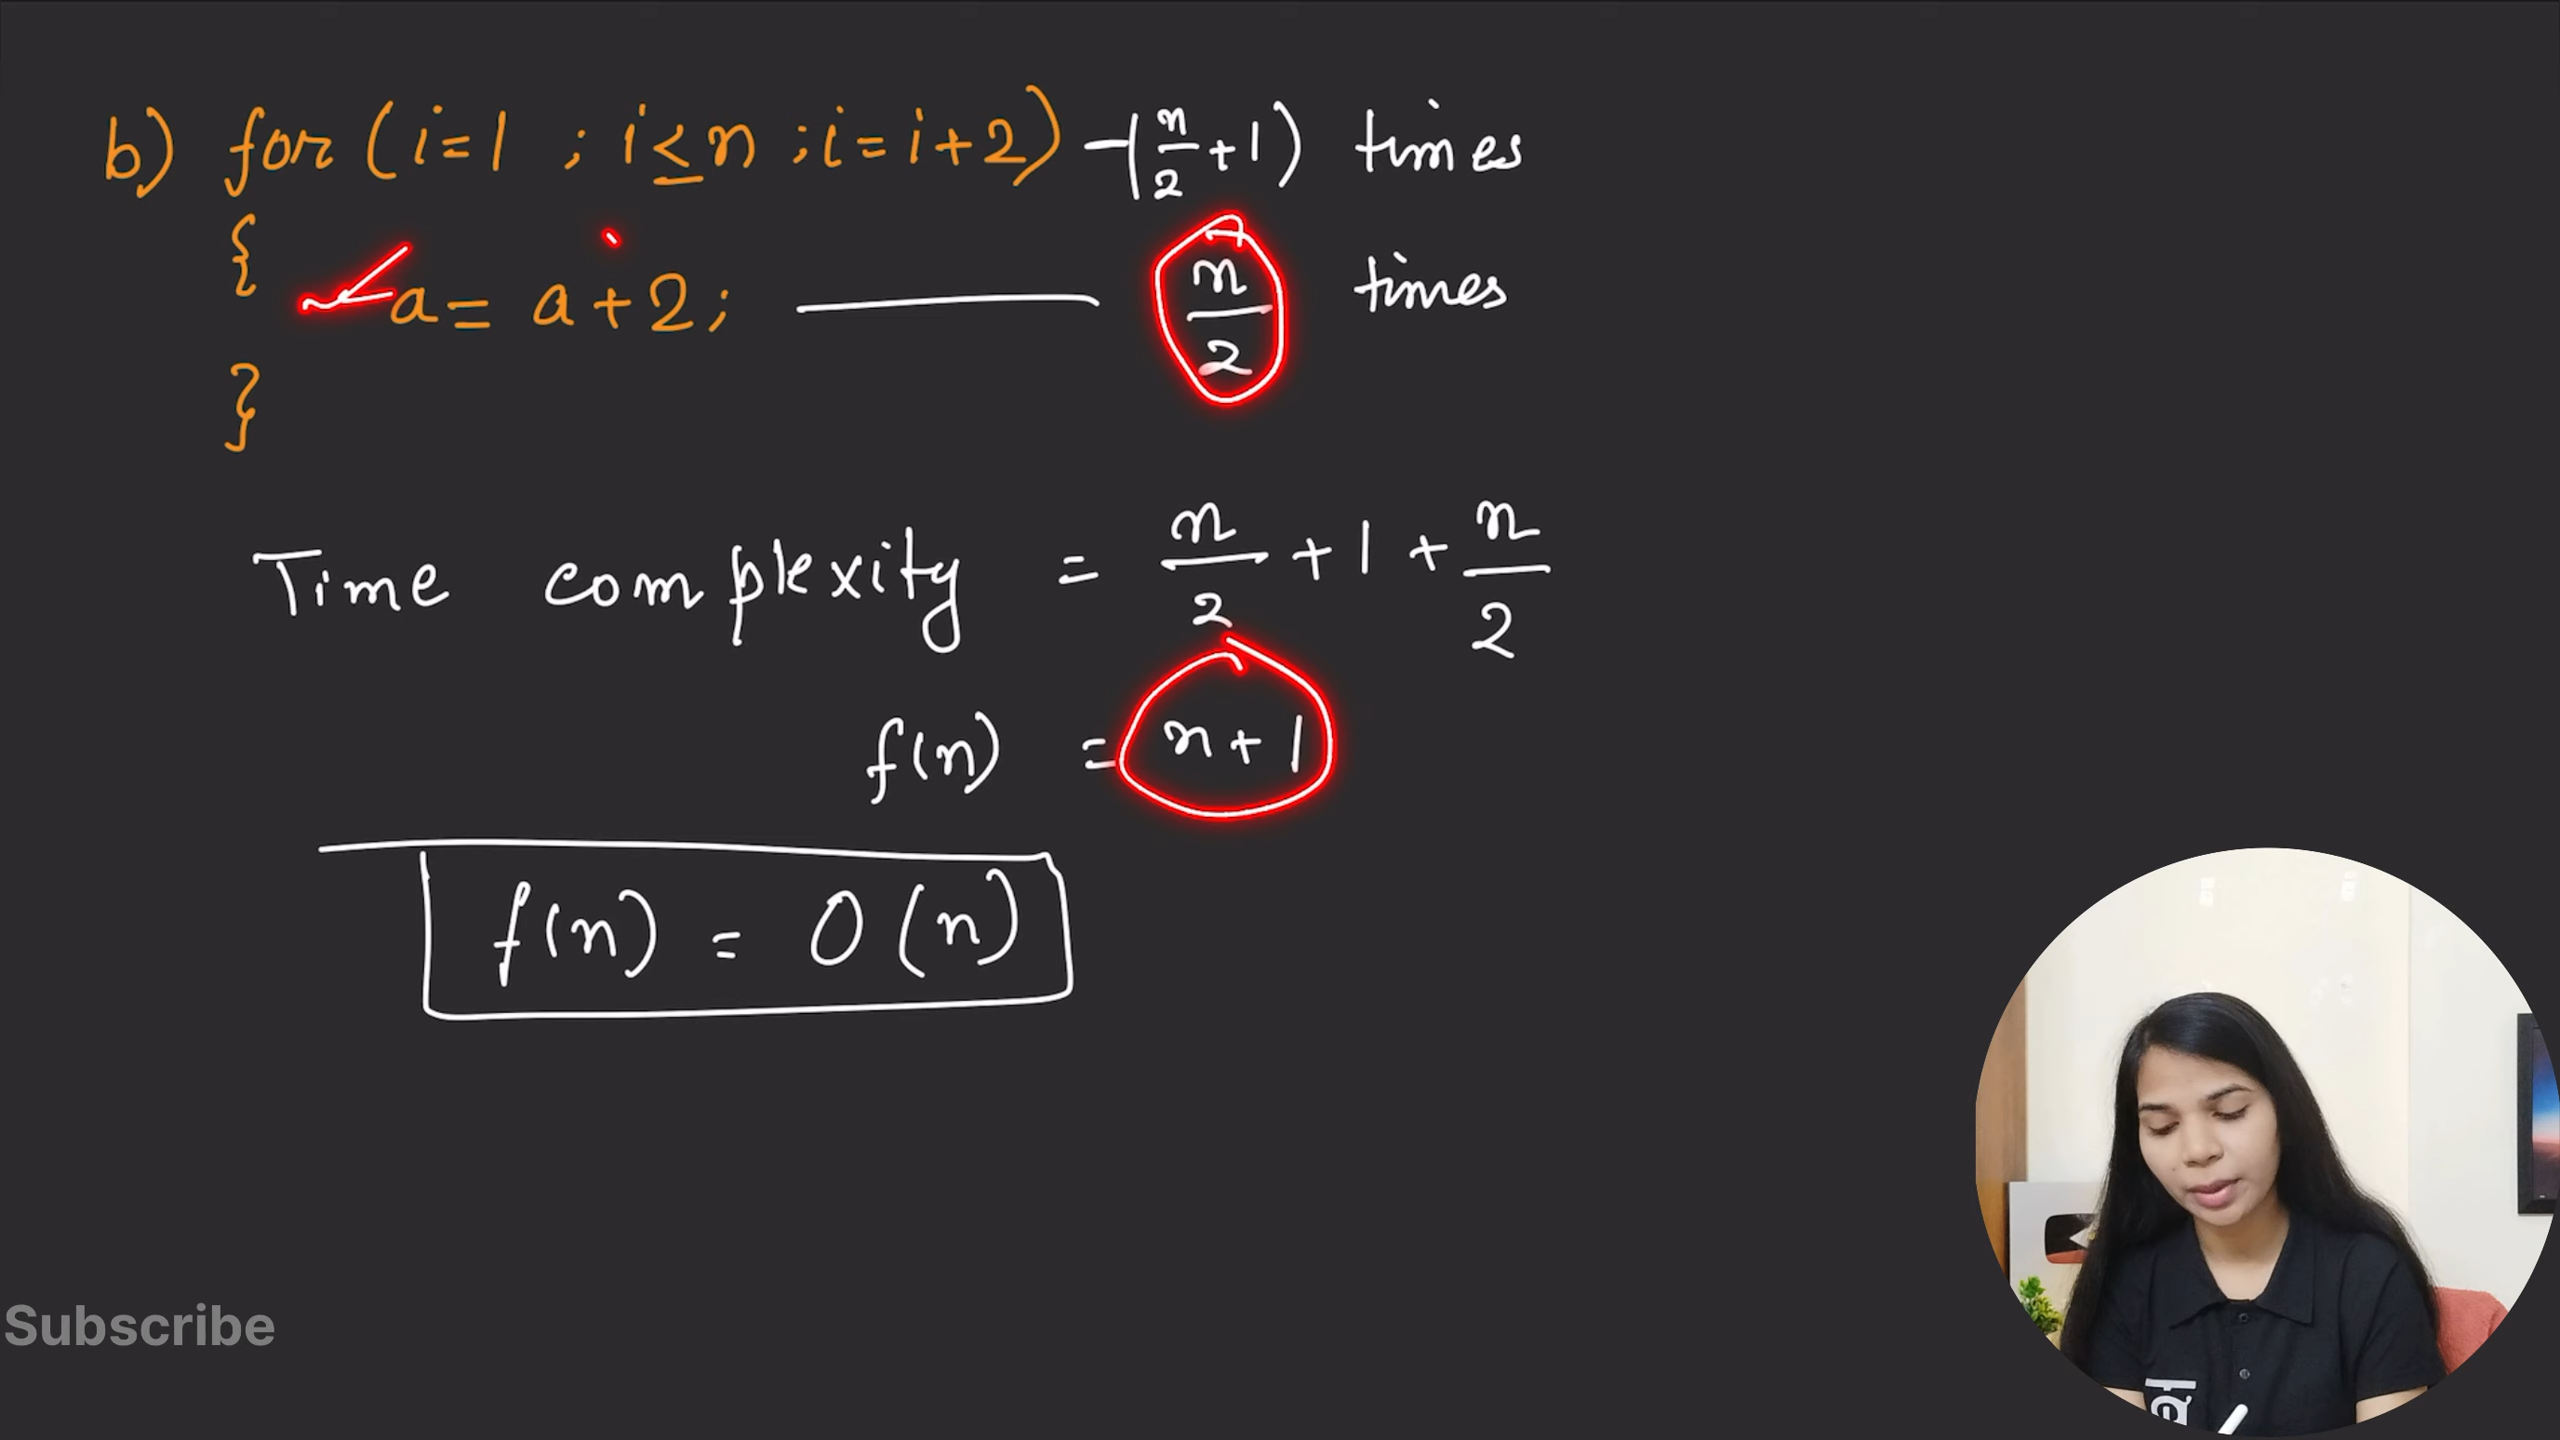 b) for ( i=1 ; i≤n ; i= i+2) — (n/2 + 1) times
{
a= a+2; —— n/2 times
}
Time complexity = n/2 + 1 + n/2
f(n) = n+1
f(n) = O(n)
Subscribe